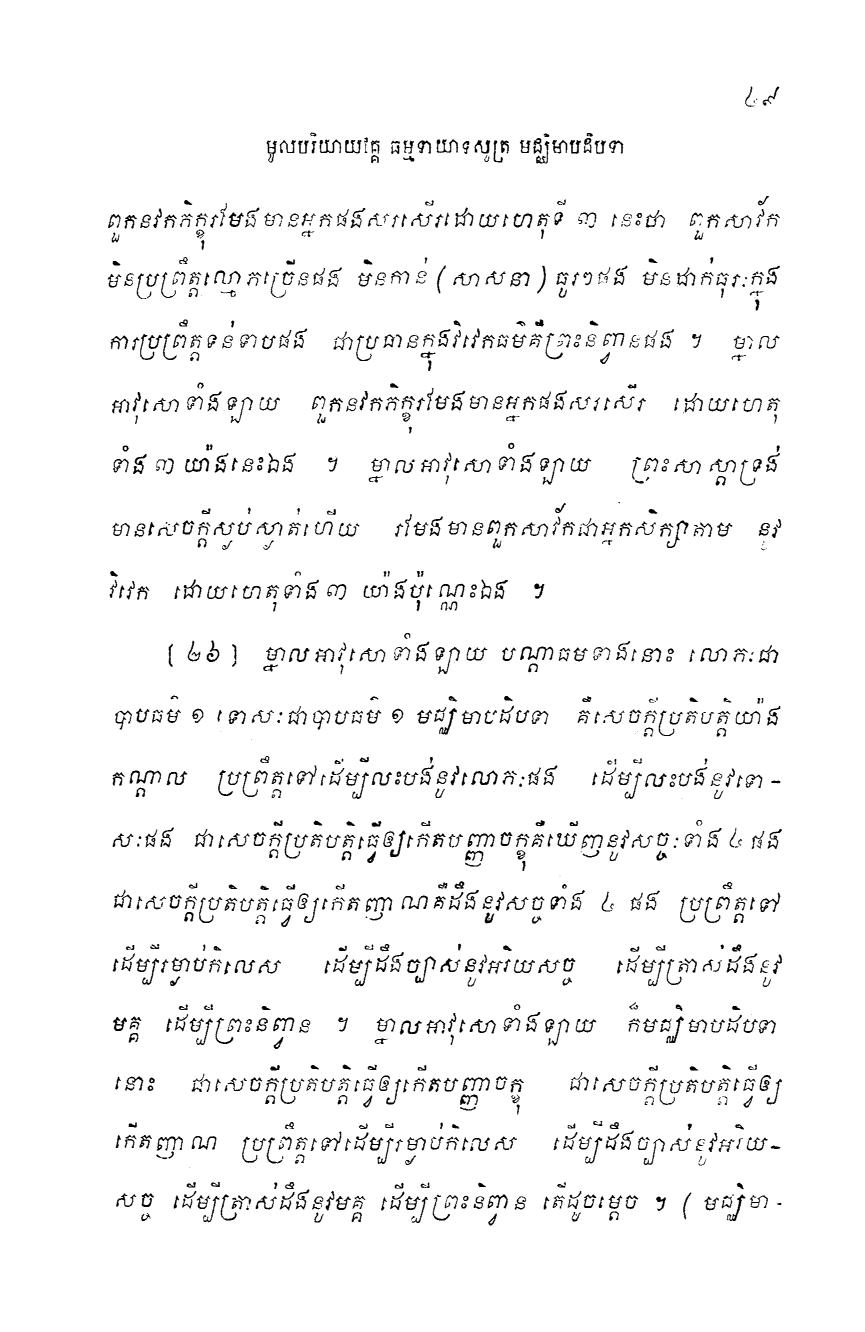 ៤៩
មូលបរិយាយវគ្គ ធម្មទាយាទសូត្រ មជ្ឈិមាបដិបទា
ពួកនវកភិក្ខុរមែងមានអ្នកផងសរសើរដោយហេតុទី ៣ នេះថា ពួកសាវ័ក
មិនប្រព្រឹត្តល្មោភច្រើនផង មិនកាន់ (សាសនា) ធូរៗផង មិនដាក់ធុរៈក្នុង
ការប្រព្រឹត្តទន់ទាបផង ជាប្រធានក្នុងវិវេកធម៌គឺព្រះនិព្វានផង ។ ម្នាល
អាវុសោទាំងឡាយ ពួកនវកភិក្ខុរមែងមានអ្នកផងសរសើរ ដោយហេតុ
ទាំង ៣ យ៉ាងនេះឯង ។ ម្នាលអាវុសោទាំងឡាយ ព្រះសាស្តាទ្រង់
មានសេចក្តីស្ងប់ស្ងាត់ហើយ រមែងមានពួកសាវ័កជាអ្នកសិក្សាតាម នូវ
វិវេក ដោយហេតុទាំង ៣ យ៉ាងប៉ុណ្ណេះឯង ។
[ ២៦ ] ម្នាលអាវុសោទាំងឡាយ បណ្តាធមទាងនោះ លោភៈជា
បាបធម៌ ១ ទោសៈជាបាបធម៌ ១ មជ្ឈិមាបដិបទា គឺសេចក្តីប្រតិបត្តិយ៉ាង
កណ្តាល ប្រព្រឹត្តទៅដើម្បីលះបង់នូវលោភៈផង ដើម្បីលះបង់នូវទោ-
សៈផង ជាសេចក្តីប្រតិបត្តិធ្វើឲ្យកើតបញ្ញាចក្ខុគឺឃើញនូវសច្ចៈទាំង ៤ ផង
ជាសេចក្តីប្រតិបត្តិធ្វើឲ្យកើតញាណគឺដឹងនូវសច្ចទាំង ៤ ផង ប្រព្រឹត្តទៅ
ដើម្បីរម្ងាប់កិលេស ដើម្បីដឹងច្បាស់នូវអរិយសច្ច ដើម្បីត្រាស់ដឹងនូវ
មគ្គ ដើម្បីព្រះនិព្វាន ។ ម្នាលអាវុសោទាំងឡាយ ក៏មជ្ឈិមាបដិបទា
នោះ ជាសេចក្តីប្រតិបត្តិធ្វើឲ្យកើតបញ្ញាចក្ខុ ជាសេចក្តីប្រតិបត្តិធ្វើឲ្យ
កើតញាណ ប្រព្រឹត្តទៅដើម្បីរម្ងាប់កិលេស ដើម្បីដឹងច្បាស់នូវអរិយ-
សច្ច ដើម្បីត្រាស់ដឹងនូវមគ្គ ដើម្បីព្រះនិព្វាន តើដូចម្តេច ។ ( មជ្ឈិមា-